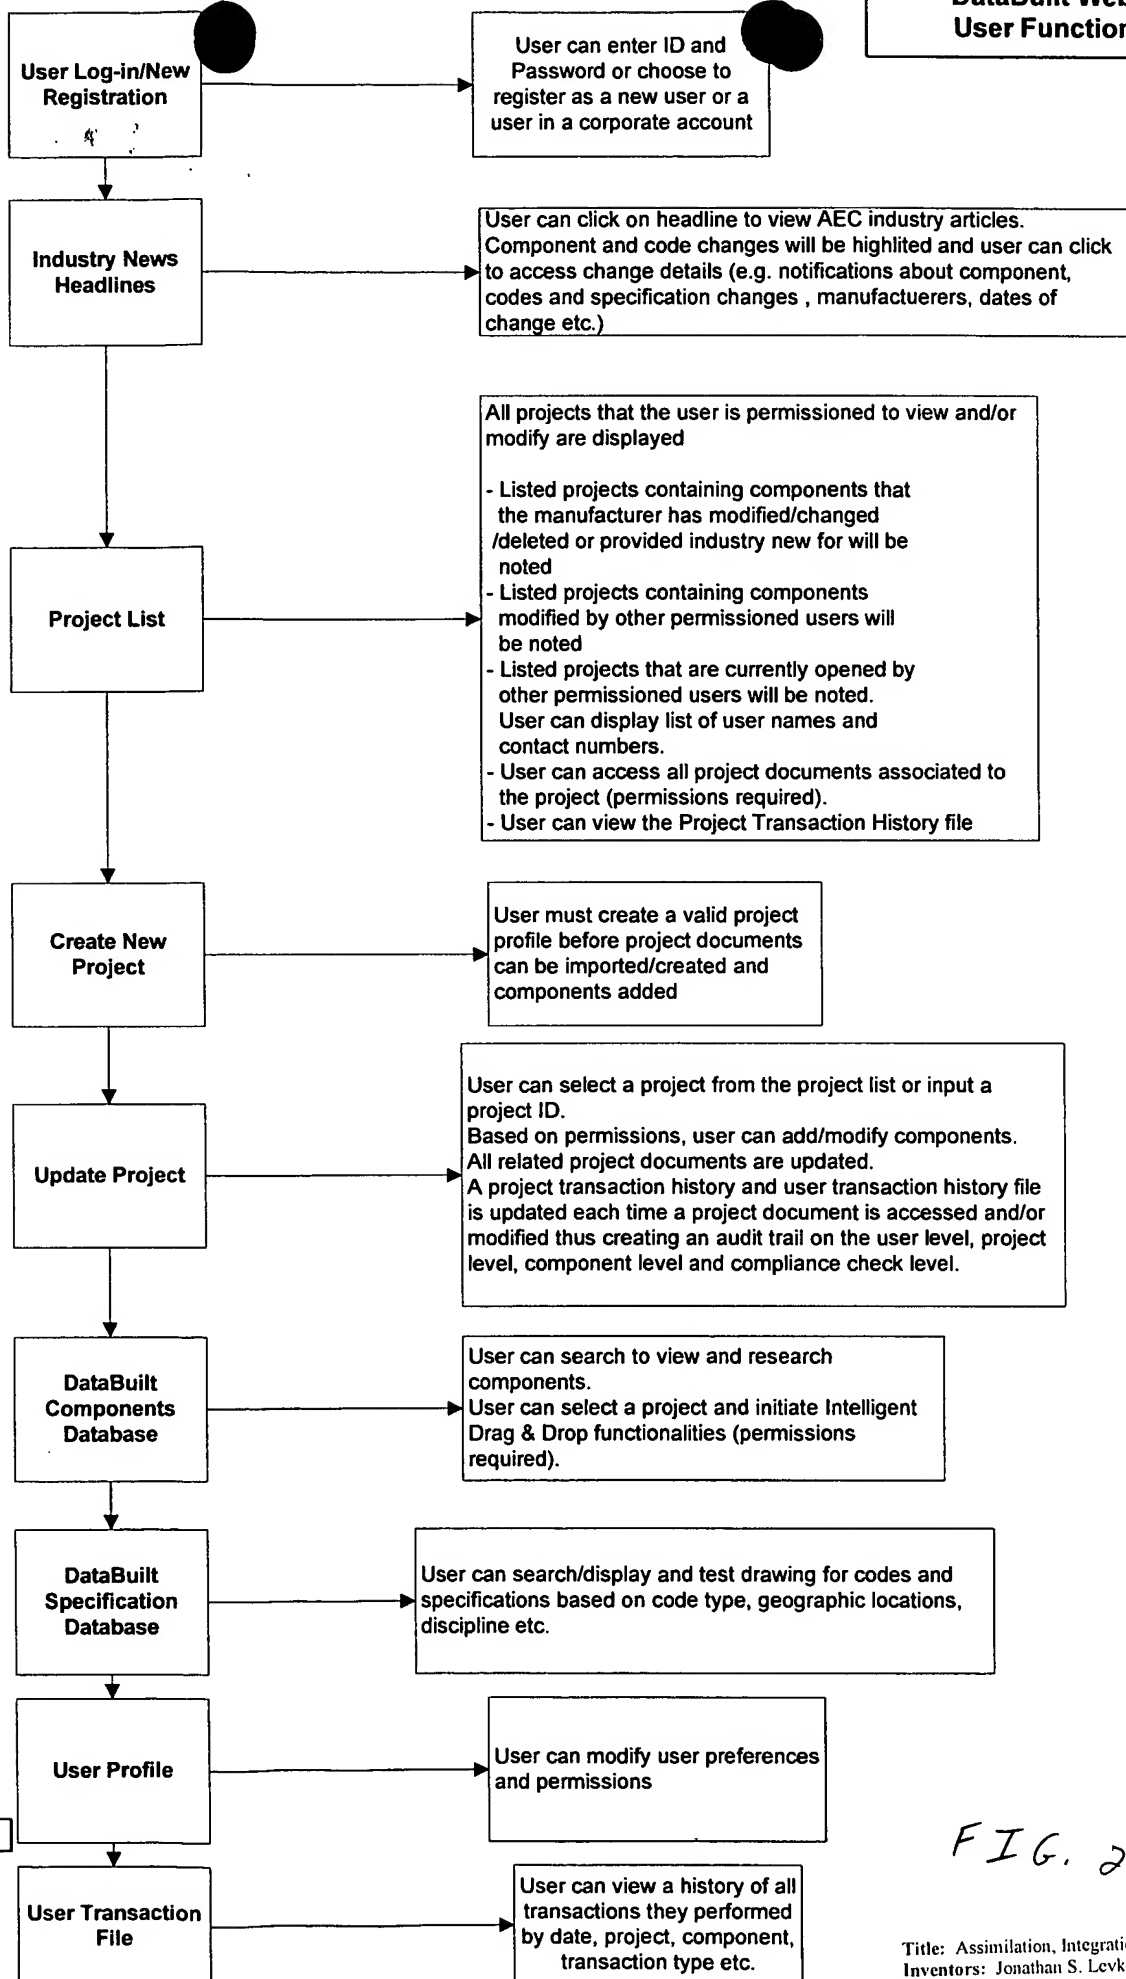 DataBuilt Web
User Function
User Log-in/New
Registration
User can enter ID and
Password or choose to
register as a new user or a
user in a corporate account
Industry News
Headlines
User can click on headline to view AEC industry articles.
Component and code changes will be highlited and user can click
to access change details (e.g. notifications about component,
codes and specification changes , manufactuerers, dates of
change etc.)
Project List
All projects that the user is permissioned to view and/or
modify are displayed
- Listed projects containing components that
the manufacturer has modified/changed
/deleted or provided industry new for will be
noted
- Listed projects containing components
modified by other permissioned users will
be noted
- Listed projects that are currently opened by
other permissioned users will be noted.
User can display list of user names and
contact numbers.
- User can access all project documents associated to
the project (permissions required).
- User can view the Project Transaction History file
Create New
Project
User must create a valid project
profile before project documents
can be imported/created and
components added
Update Project
User can select a project from the project list or input a
project ID.
Based on permissions, user can add/modify components.
All related project documents are updated.
A project transaction history and user transaction history file
is updated each time a project document is accessed and/or
modified thus creating an audit trail on the user level, project
level, component level and compliance check level.
DataBuilt
Components
Database
User can search to view and research
components.
User can select a project and initiate Intelligent
Drag & Drop functionalities (permissions
required).
DataBuilt
Specification
Database
User can search/display and test drawing for codes and
specifications based on code type, geographic locations,
discipline etc.
User Profile
User can modify user preferences
and permissions
User Transaction
File
User can view a history of all
transactions they performed
by date, project, component,
transaction type etc.
FIG. 2
Title: Assimilation, Integrati
Inventors: Jonathan S. Levk